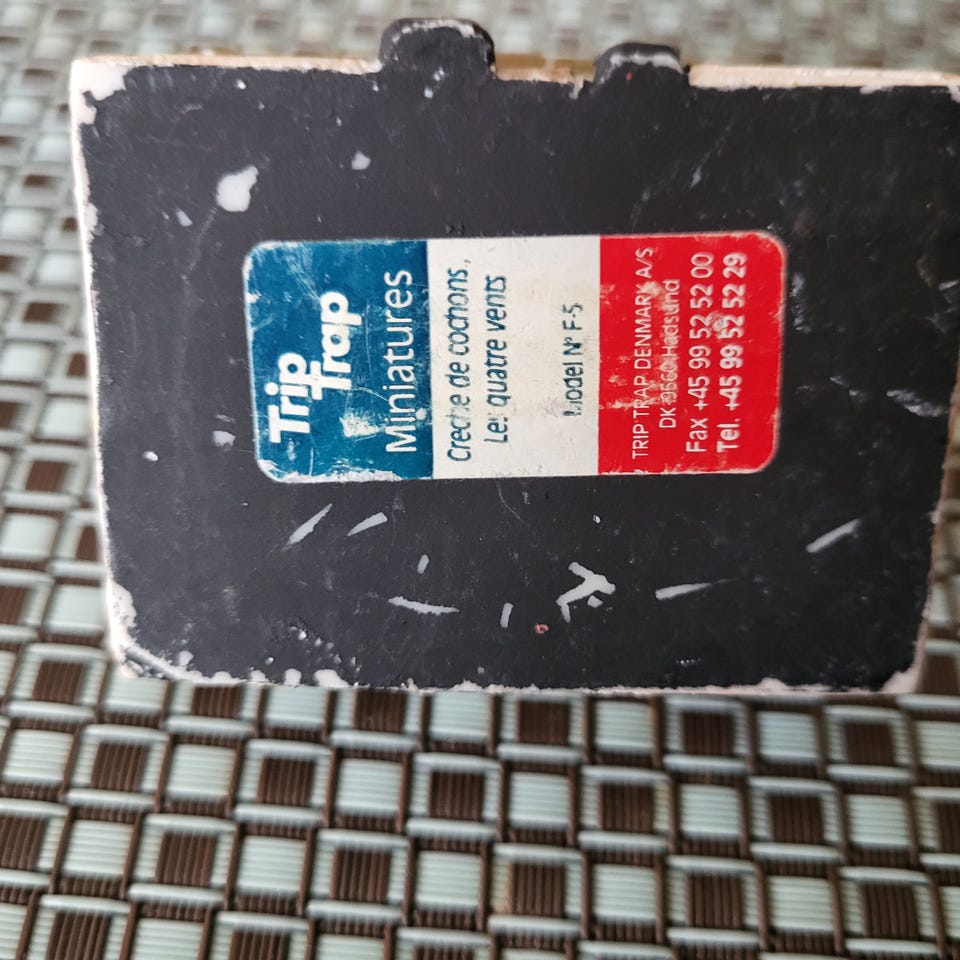 Trip
Trap
Miniatures
Creche de cochons,
Les quatre vents
Model Nº F-5
TRIP TRAP DENMARK A/S
DK-9560 Hadsund
Fax +45 99 52 52 00
Tel. +45 99 52 52 29